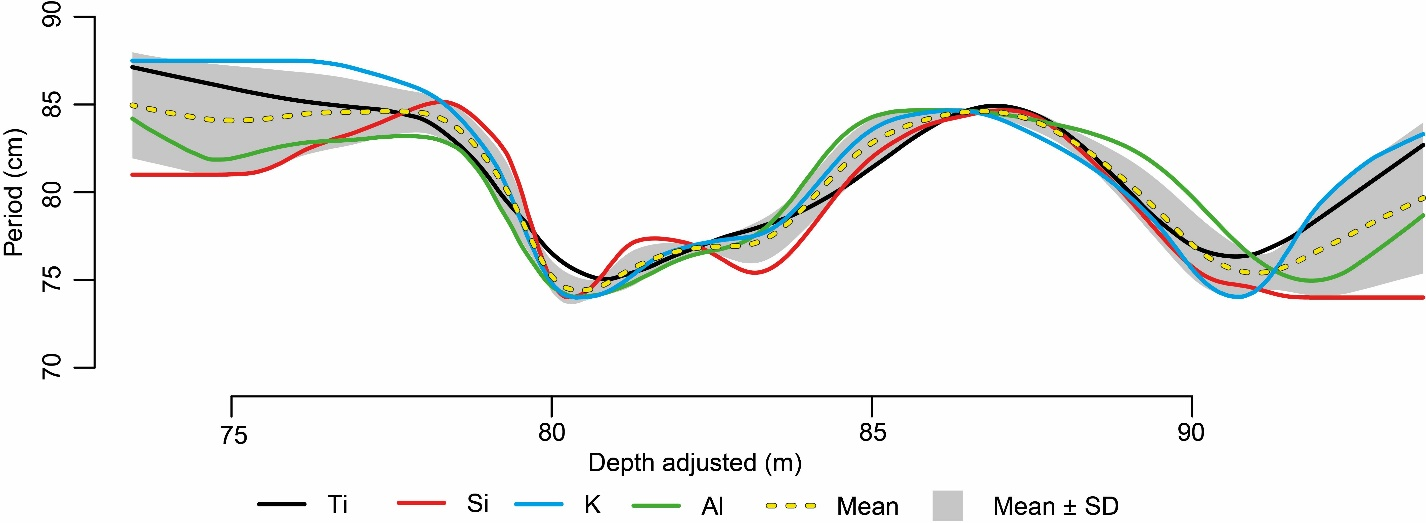 90
85
80
75
70
Period (cm)
75 80 85 90
Depth adjusted (m)
Ti Si K Al Mean Mean ± SD